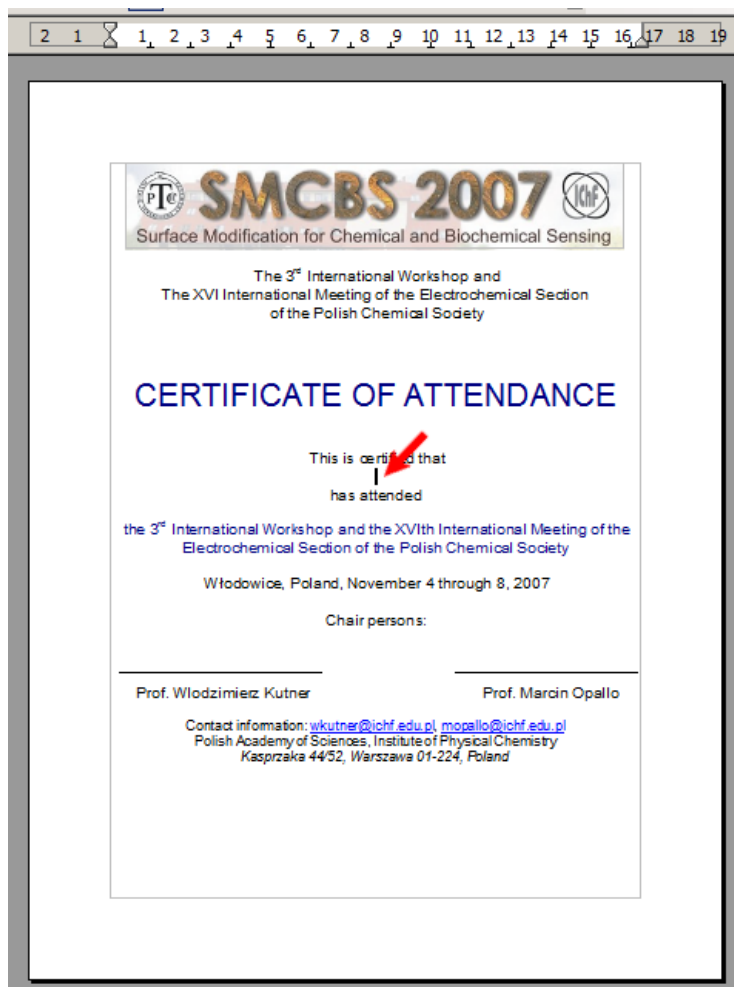 2 1 1 2 3 4 5 6 7 8 9 10 11 12 13 14 15 16 17 18 19
PTCh SMCBS 2007 IChF
Surface Modification for Chemical and Biochemical Sensing
The 3rd International Workshop and
The XVI International Meeting of the Electrochemical Section
of the Polish Chemical Society
CERTIFICATE OF ATTENDANCE
This is certified that
has attended
the 3rd International Workshop and the XVIth International Meeting of the
Electrochemical Section of the Polish Chemical Society
Włodowice, Poland, November 4 through 8, 2007
Chair persons:
Prof. Wlodzimierz Kutner Prof. Marcin Opallo
Contact information: wkutner@ichf.edu.pl, mopallo@ichf.edu.pl
Polish Academy of Sciences, Institute of Physical Chemistry
Kasprzaka 44/52, Warszawa 01-224, Poland